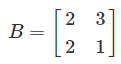 B = [2 3
2 1]